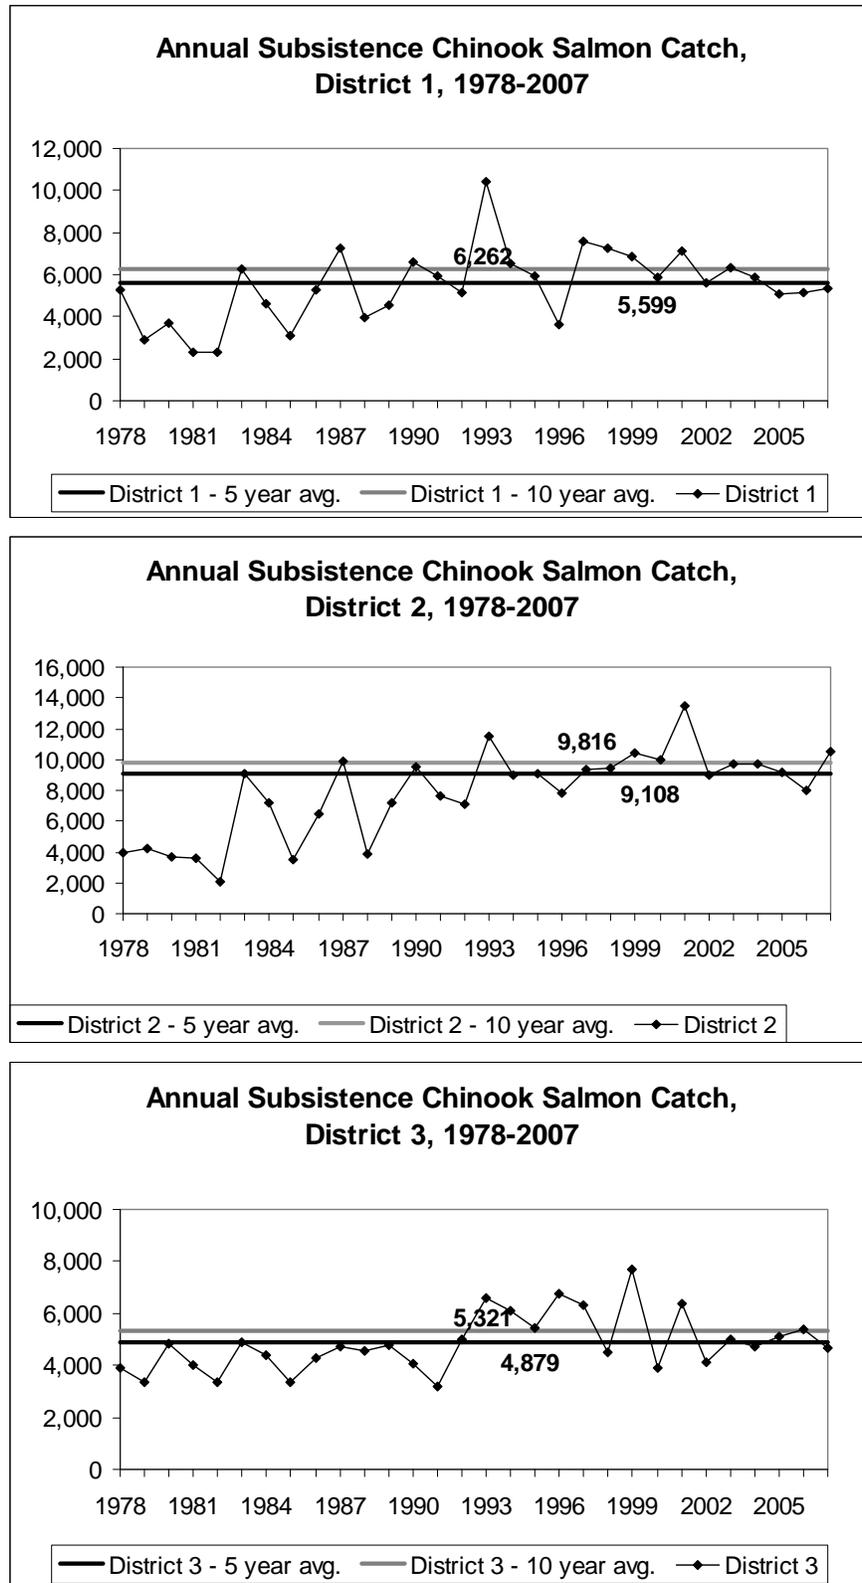 Annual Subsistence Chinook Salmon Catch,
District 1, 1978-2007
12,000
10,000
8,000
6,000
4,000
2,000
0
6,262
5,599
1978 1981 1984 1987 1990 1993 1996 1999 2002 2005
District 1 - 5 year avg. District 1 - 10 year avg. District 1
Annual Subsistence Chinook Salmon Catch,
District 2, 1978-2007
16,000
14,000
12,000
10,000
8,000
6,000
4,000
2,000
0
9,816
9,108
1978 1981 1984 1987 1990 1993 1996 1999 2002 2005
District 2 - 5 year avg. District 2 - 10 year avg. District 2
Annual Subsistence Chinook Salmon Catch,
District 3, 1978-2007
10,000
8,000
6,000
4,000
2,000
0
5,321
4,879
1978 1981 1984 1987 1990 1993 1996 1999 2002 2005
District 3 - 5 year avg. District 3 - 10 year avg. District 3